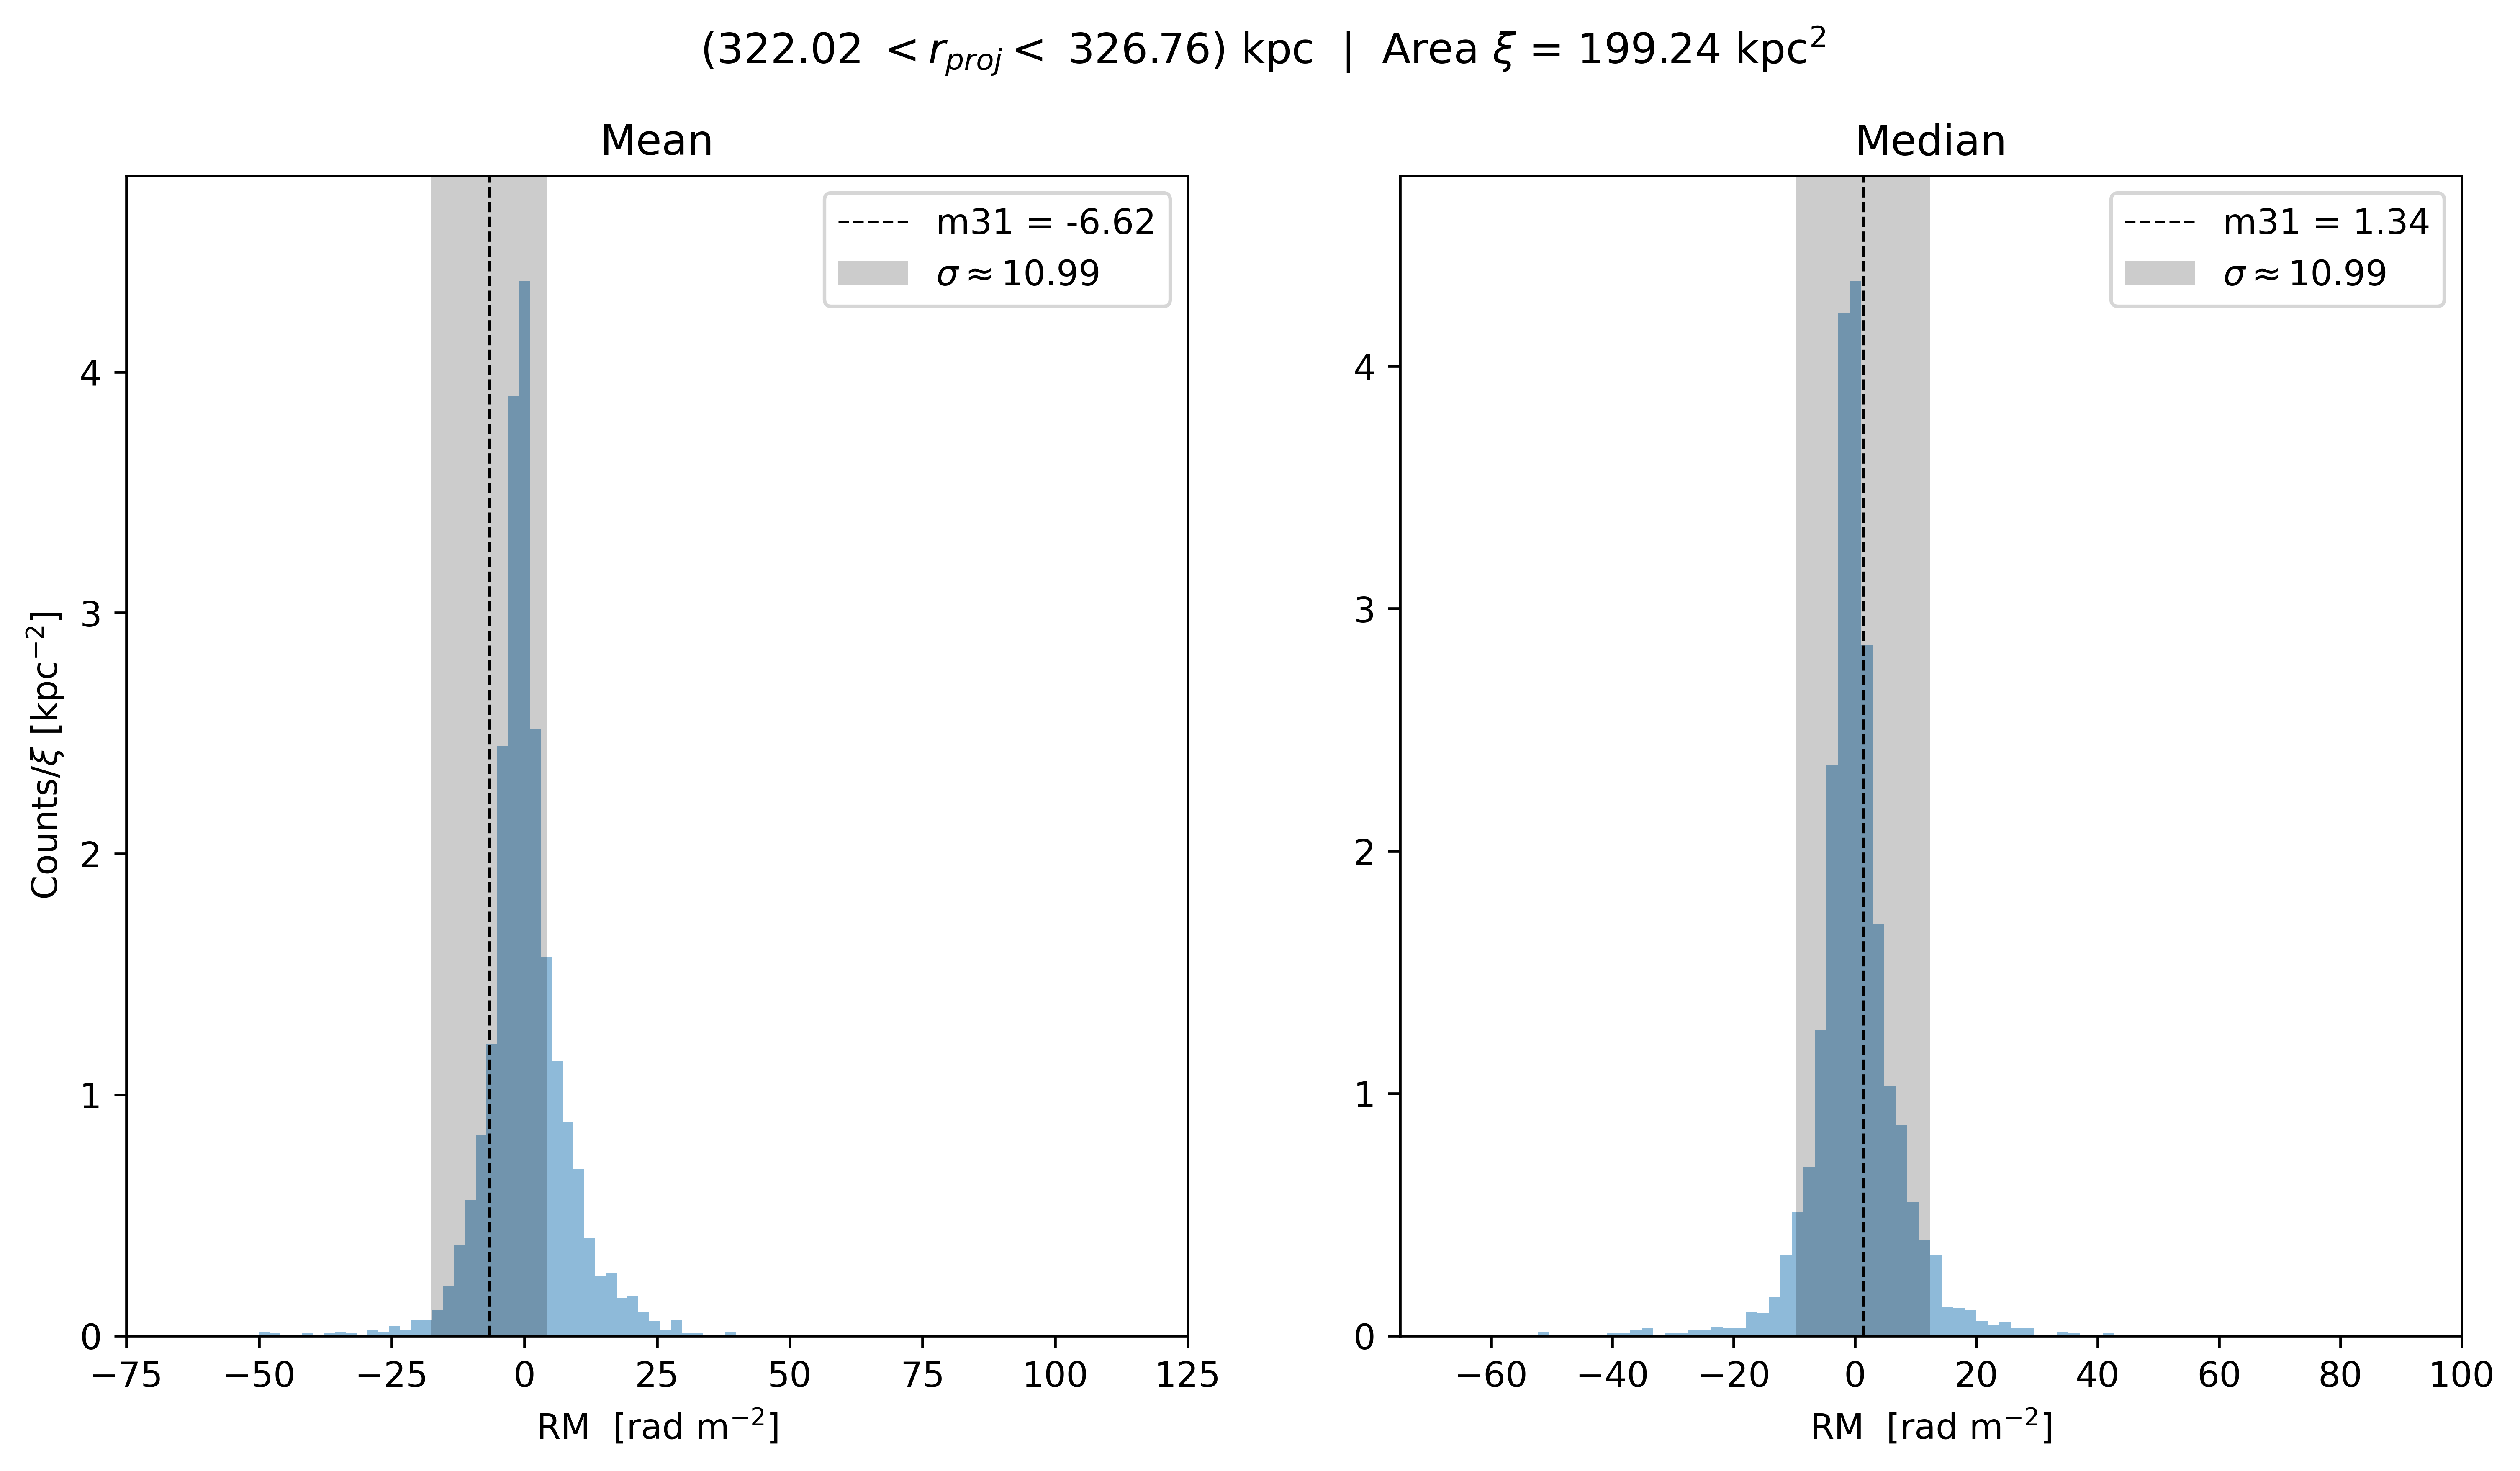 (322.02 < r_proj < 326.76) kpc | Area ξ = 199.24 kpc²
Mean
m31 = -6.62
σ ≈ 10.99
Counts/ξ [kpc⁻²]
4
3
2
1
0
−75 −50 −25 0 25 50 75 100 125
RM [rad m⁻²]
Median
m31 = 1.34
σ ≈ 10.99
4
3
2
1
0
−60 −40 −20 0 20 40 60 80 100
RM [rad m⁻²]